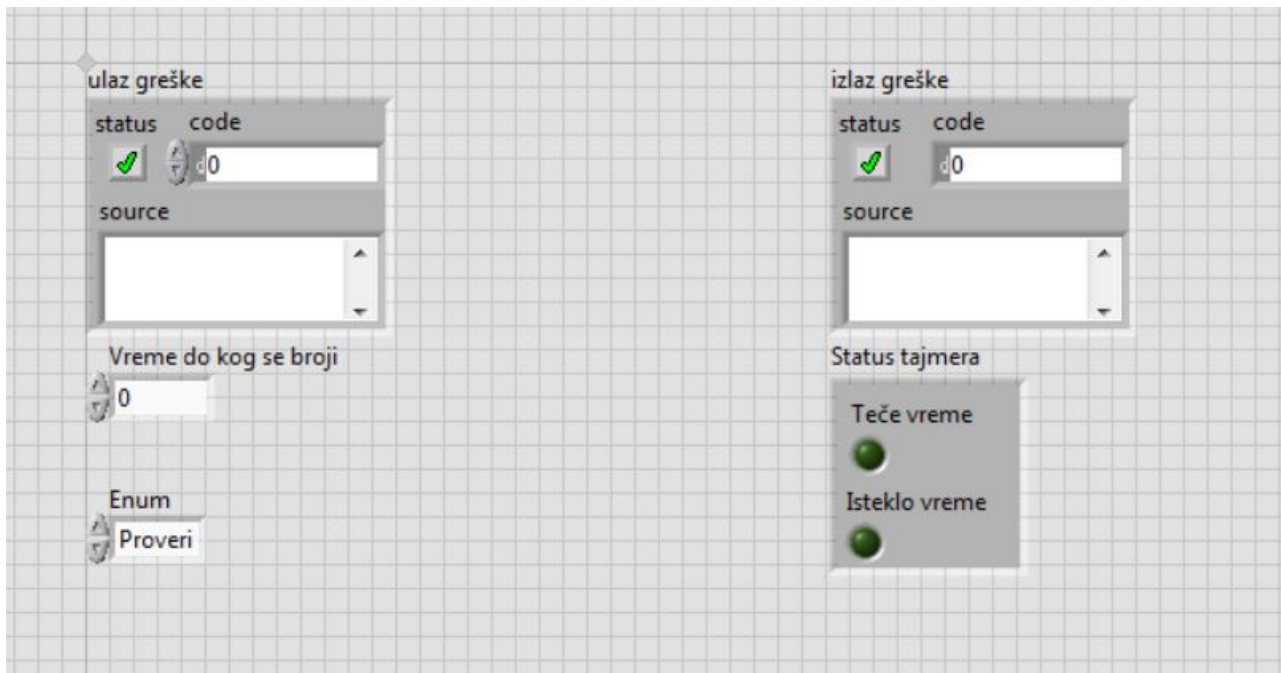 ulaz greške
status code
d 0
source
Vreme do kog se broji
0
Enum
Proveri
izlaz greške
status code
d 0
source
Status tajmera
Teče vreme
Isteklo vreme